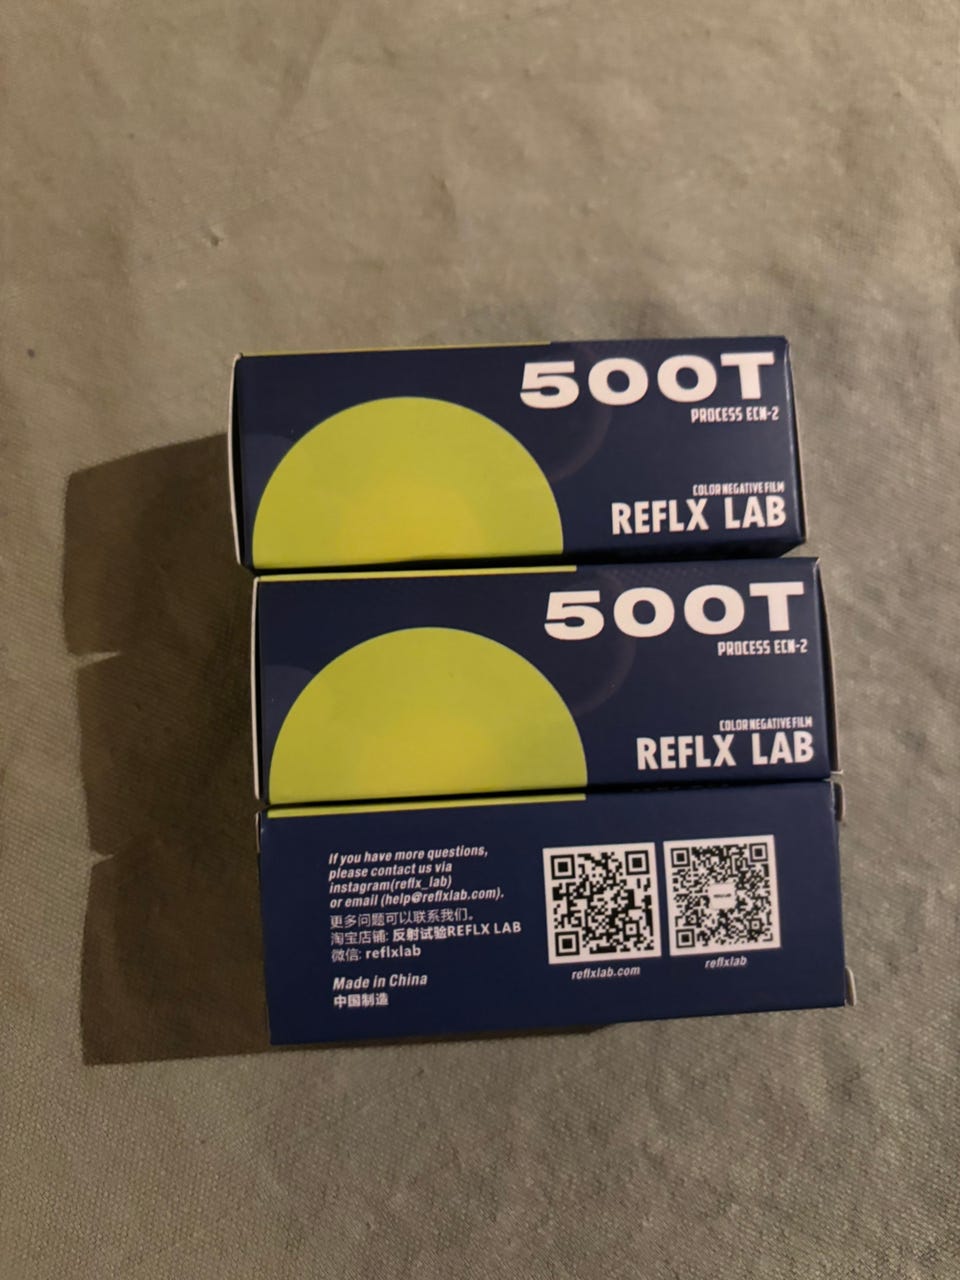 500T
PROCESS ECN-2
COLOR NEGATIVE FILM
REFLX LAB
500T
PROCESS ECN-2
COLOR NEGATIVE FILM
REFLX LAB
If you have more questions,
please contact us via
instagram(reflx_lab)
or email (help@reflxlab.com).
更多问题可以联系我们。
淘宝店铺: 反射试验REFLX LAB
微信: reflxlab
Made in China
中国制造
reflxlab.com
reflxlab